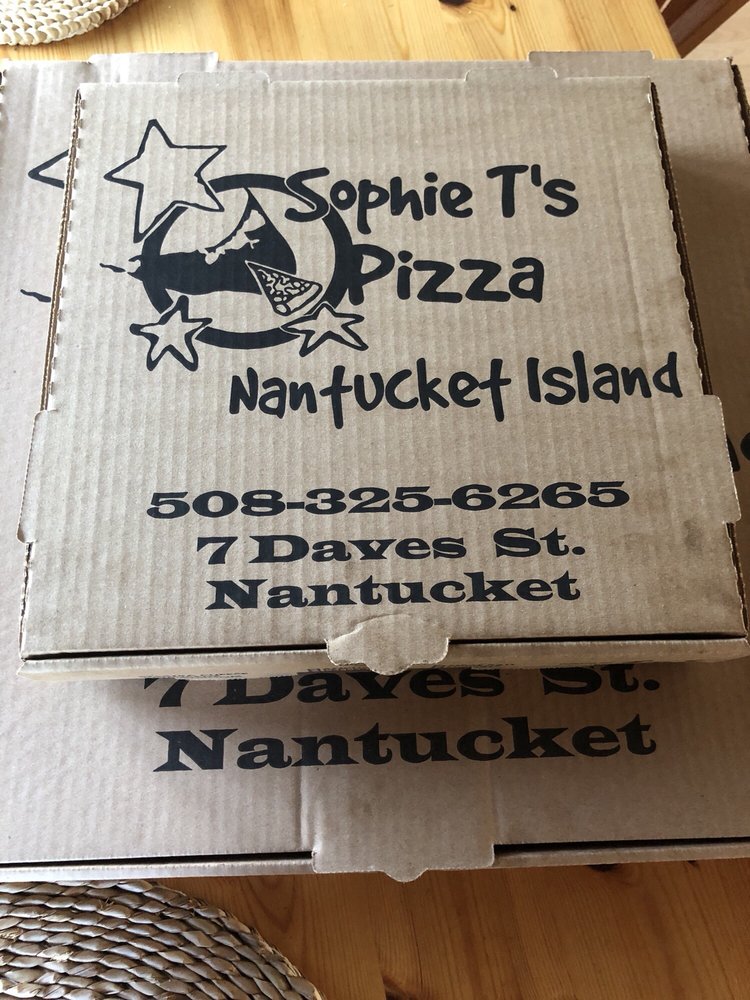 Sophie T's
Pizza
Nantucket Island
508-325-6265
7 Daves St.
Nantucket
7 Daves St.
Nantucket